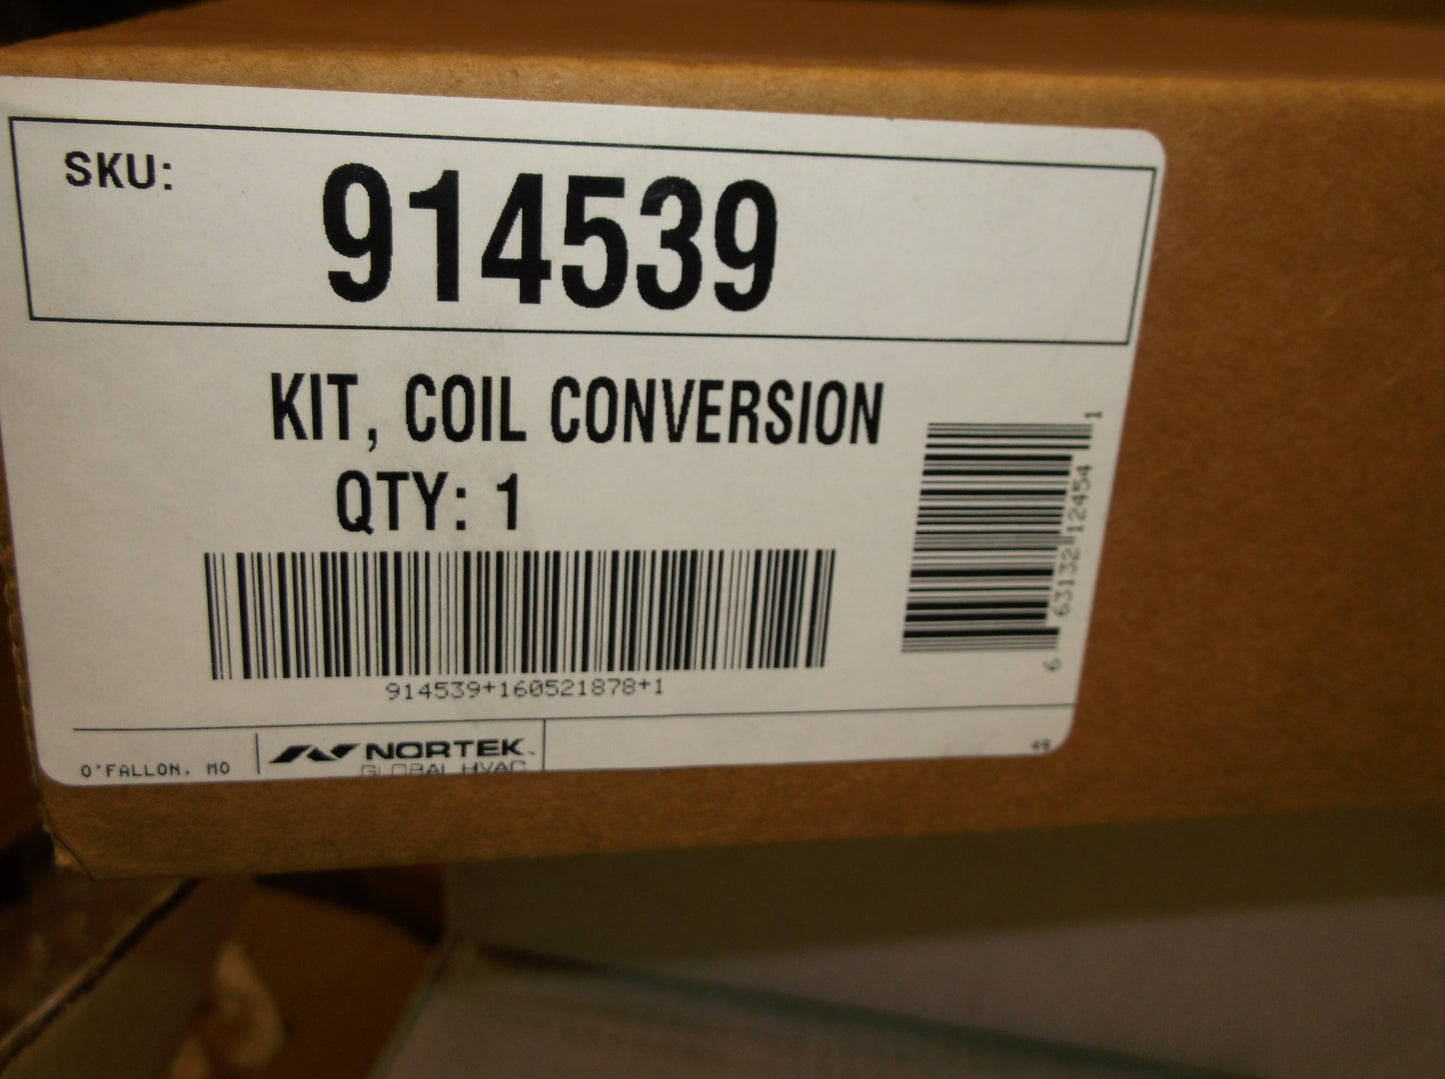 SKU: 914539
KIT, COIL CONVERSION
QTY: 1
914539+160521878+1
6 63132 12454 1
O'FALLON, MO
NORTEK
GLOBAL HVAC
49